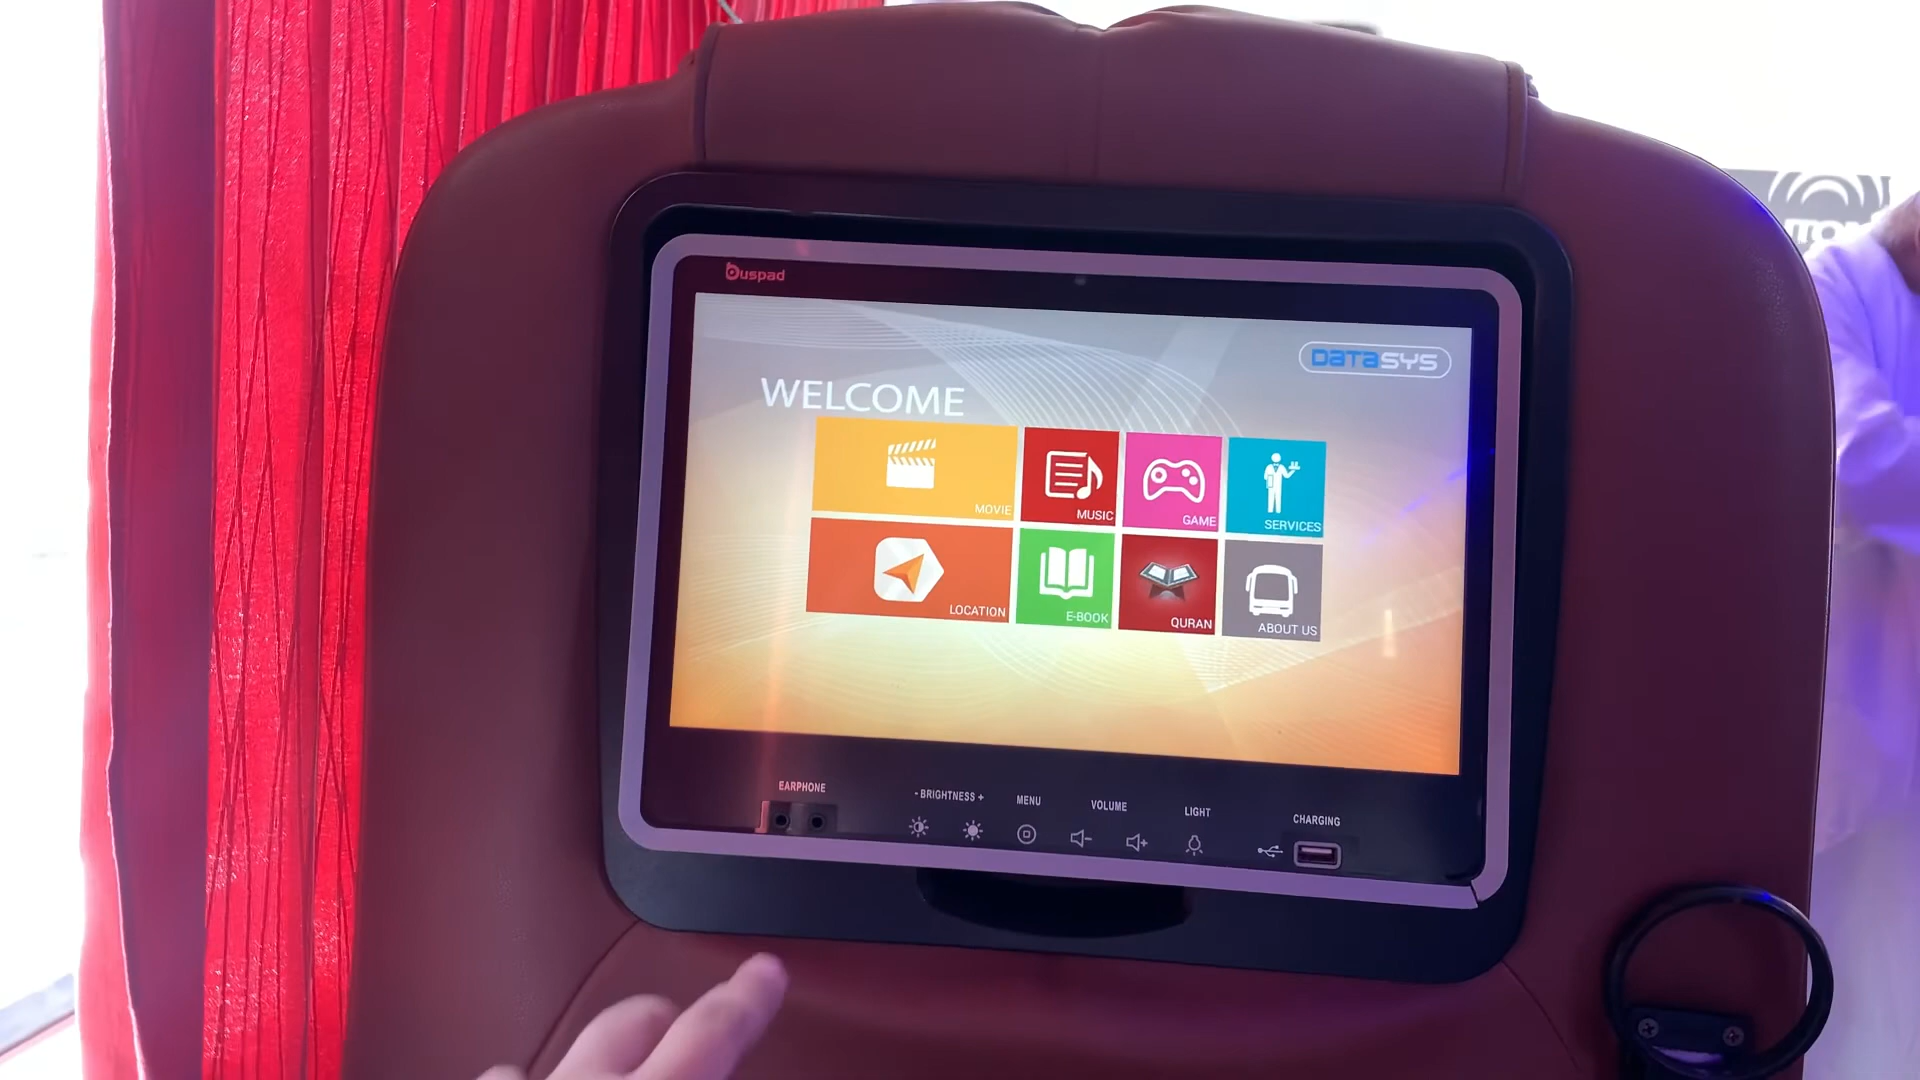 buspad
DATASYS
WELCOME
MOVIE
MUSIC
GAME
SERVICES
LOCATION
E-BOOK
QURAN
ABOUT US
EARPHONE
- BRIGHTNESS +
MENU
VOLUME
LIGHT
CHARGING